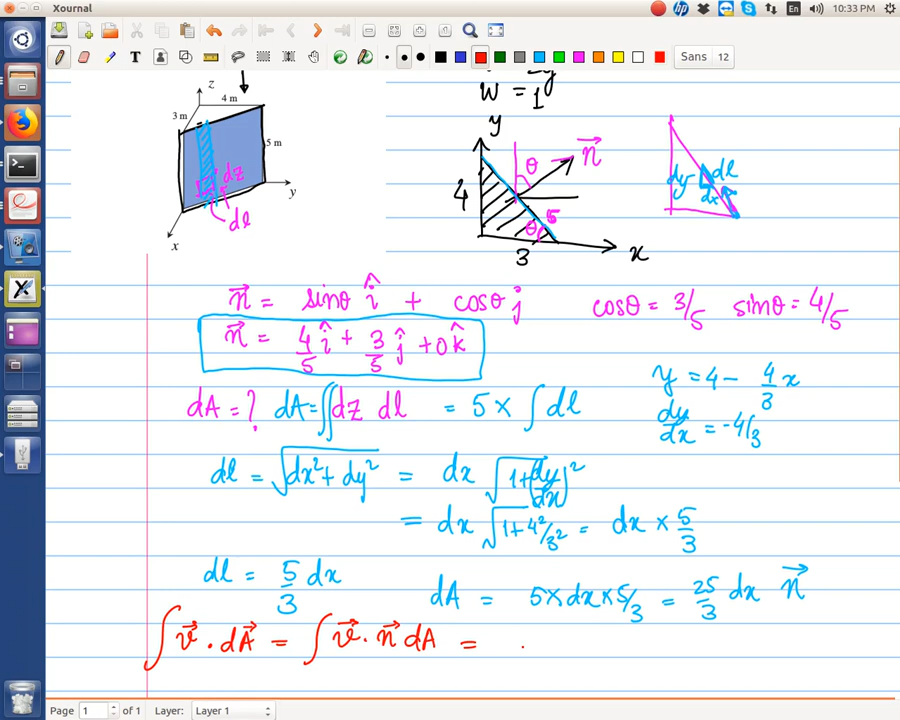 Xournal
En
10:33 PM
Sans 12
z
4 m
3 m
5 m
y
x
dz
dl
W = 1
y
4
n⃗
θ
5
θ
3
x
dy
dl
dx
n⃗ = sinθ î + cosθ j
cosθ = 3/5 sinθ = 4/5
n⃗ = 4/5 î + 3/5 ĵ + 0k̂
y = 4 - 4/3 x
dA = ? dA = ∬dz dl = 5 × ∫dl
dy/dx = -4/3
dl = √dx² + dy² = dx √1+(dy/dx)²
= dx √1+4²/3² = dx × 5/3
dl = 5/3 dx dA = 5×dx×5/3 = 25/3 dx n⃗
∫v⃗ · dA⃗ = ∫v⃗ · n⃗ dA =
Page 1 of 1 Layer: Layer 1